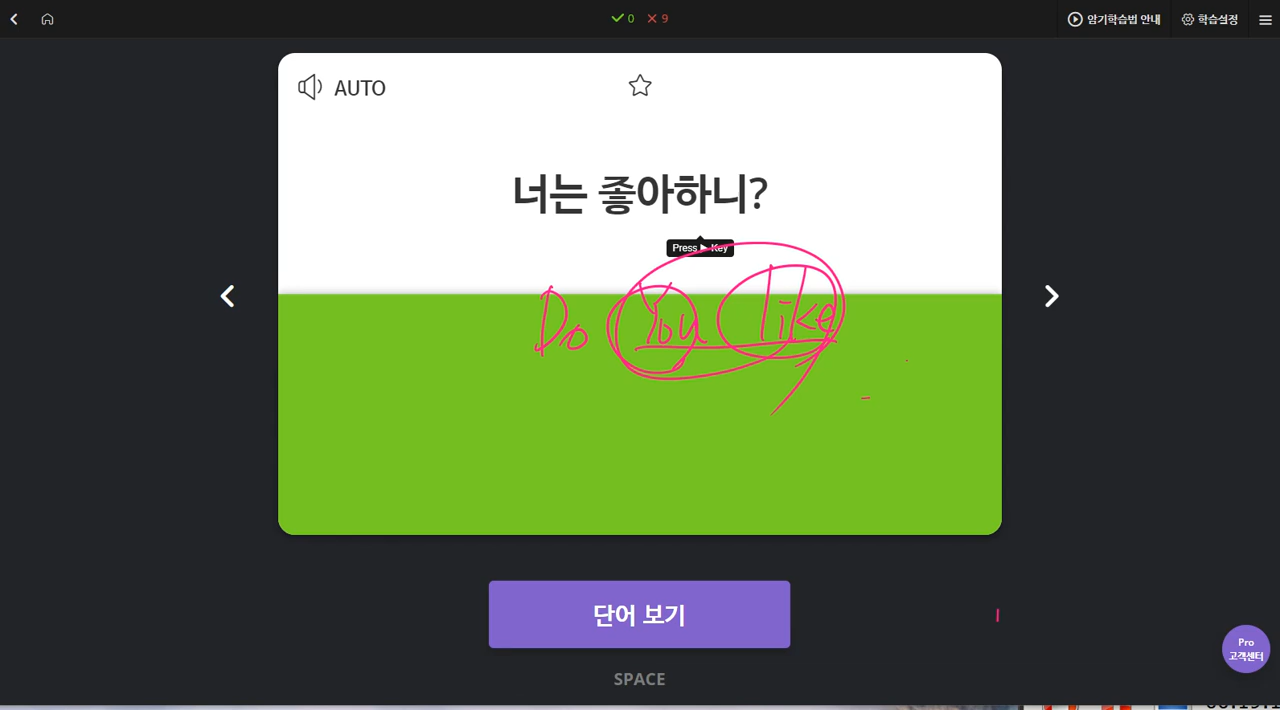 0 9 암기학습법 안내 학습설정
AUTO
너는 좋아하니?
Press ▶ Key
Do You like
단어 보기
SPACE
Pro
고객센터